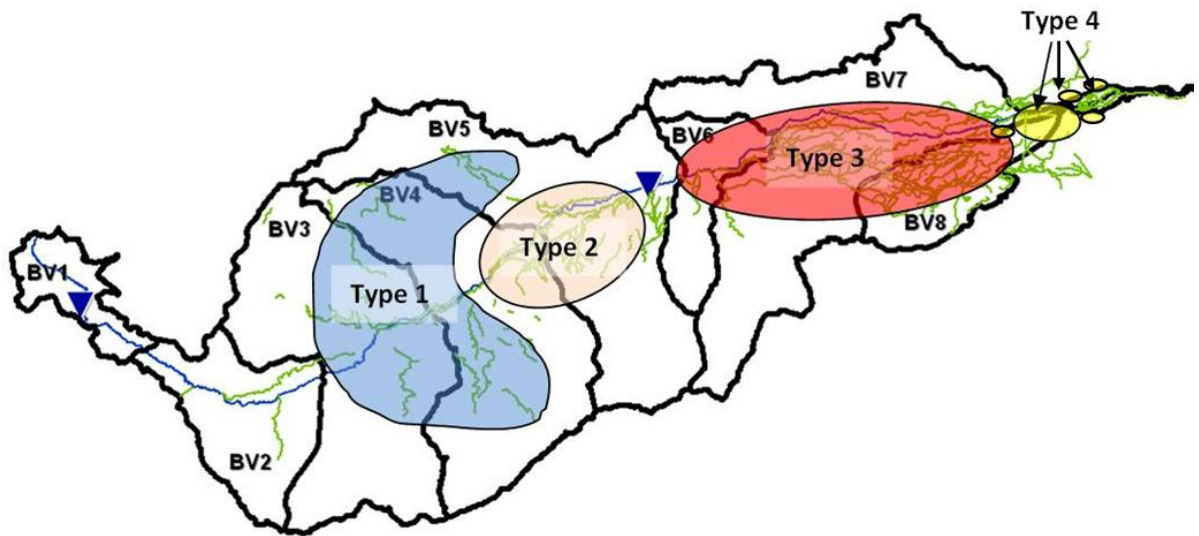 Type 4
BV7
BV5
BV6
Type 3
BV4
BV3
BV8
Type 2
BV1
Type 1
BV2